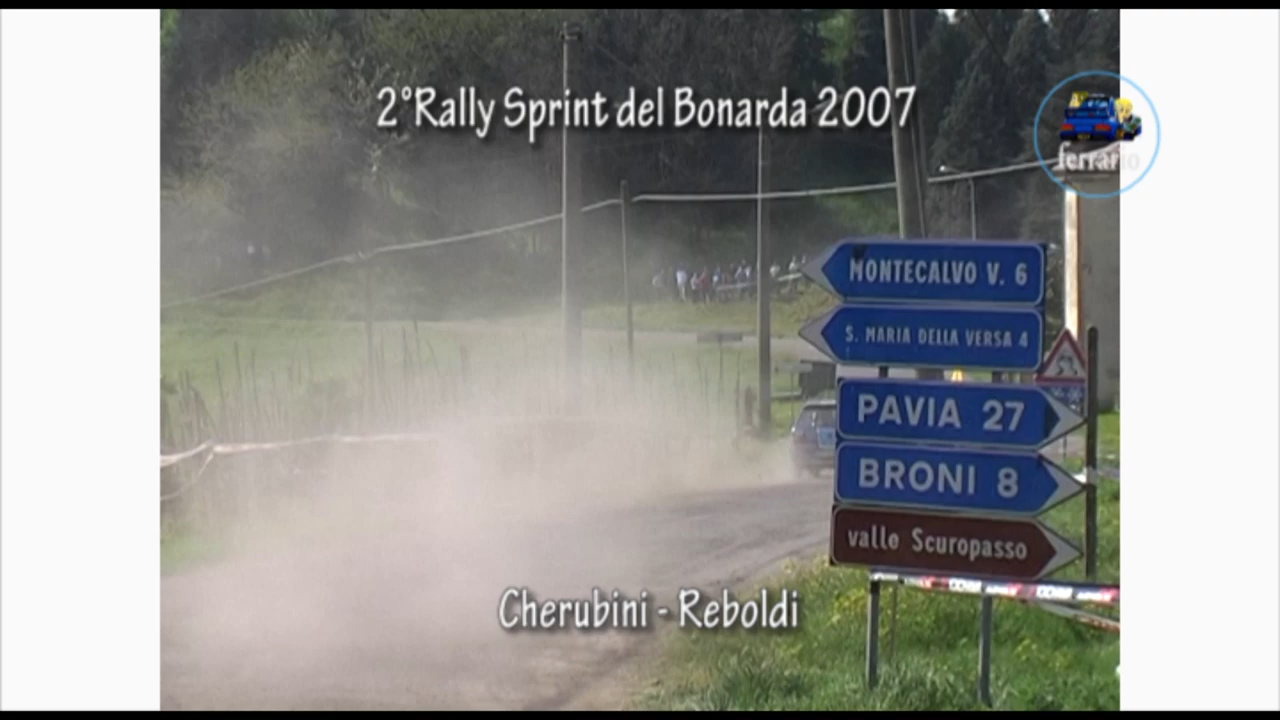 2°Rally Sprint del Bonarda 2007
ferrario
MONTECALVO V. 6
S. MARIA DELLA VERSA 4
PAVIA 27
BRONI 8
valle Scuropasso
Cherubini - Reboldi